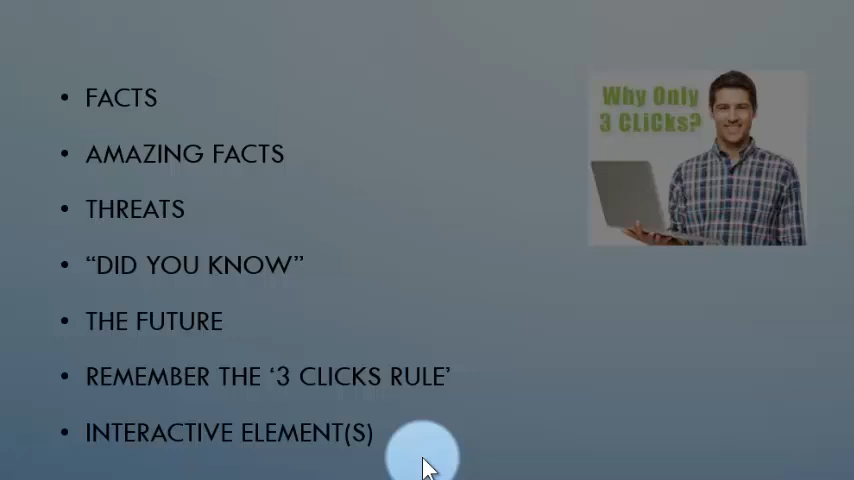 • FACTS
• AMAZING FACTS
• THREATS
• “DID YOU KNOW”
• THE FUTURE
• REMEMBER THE ‘3 CLICKS RULE’
• INTERACTIVE ELEMENT(S)
Why Only
3 CLiCks?